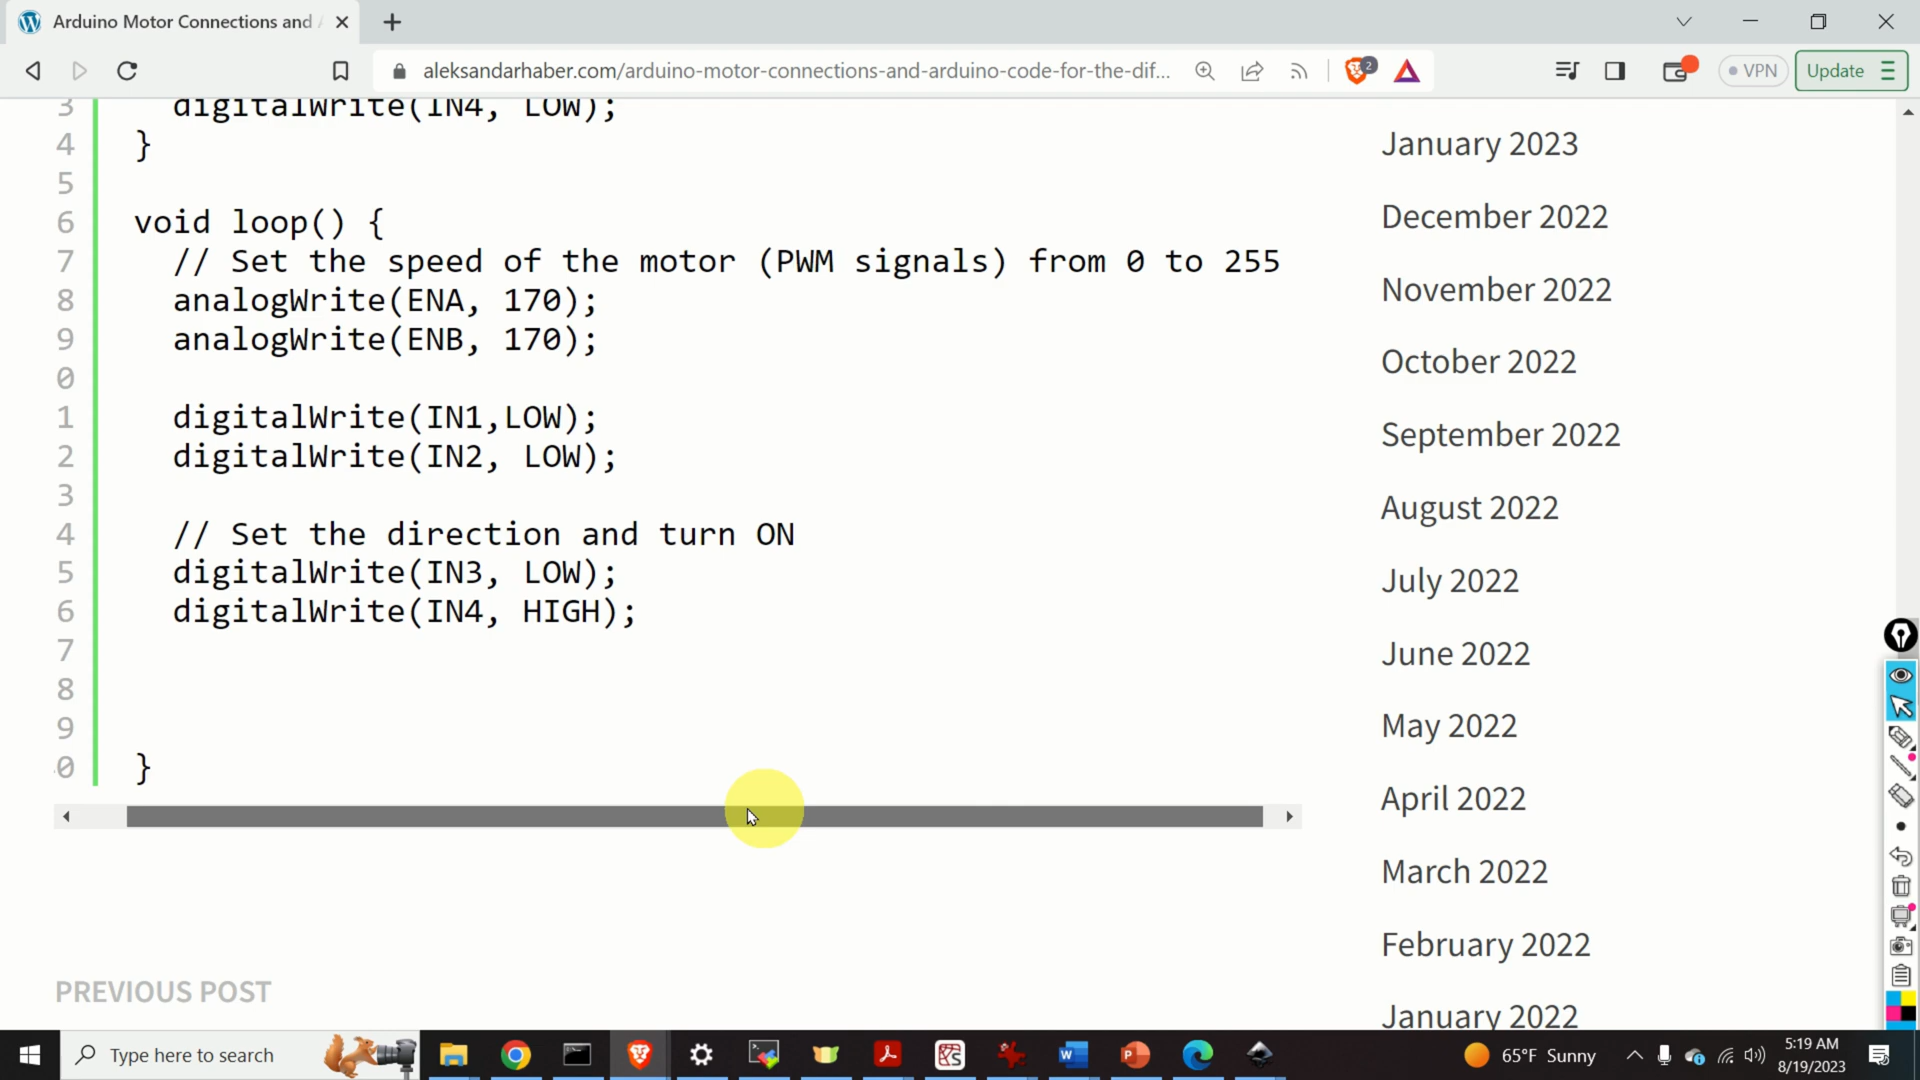 Arduino Motor Connections and
aleksandarhaber.com/arduino-motor-connections-and-arduino-code-for-the-dif...
2
VPN
Update
3 digitalWrite(IN4, LOW);
4 }
5
6 void loop() {
7 // Set the speed of the motor (PWM signals) from 0 to 255
8 analogWrite(ENA, 170);
9 analogWrite(ENB, 170);
0
1 digitalWrite(IN1,LOW);
2 digitalWrite(IN2, LOW);
3
4 // Set the direction and turn ON
5 digitalWrite(IN3, LOW);
6 digitalWrite(IN4, HIGH);
7
8
9
0 }
PREVIOUS POST
January 2023
December 2022
November 2022
October 2022
September 2022
August 2022
July 2022
June 2022
May 2022
April 2022
March 2022
February 2022
January 2022
Type here to search
65°F Sunny
5:19 AM
8/19/2023